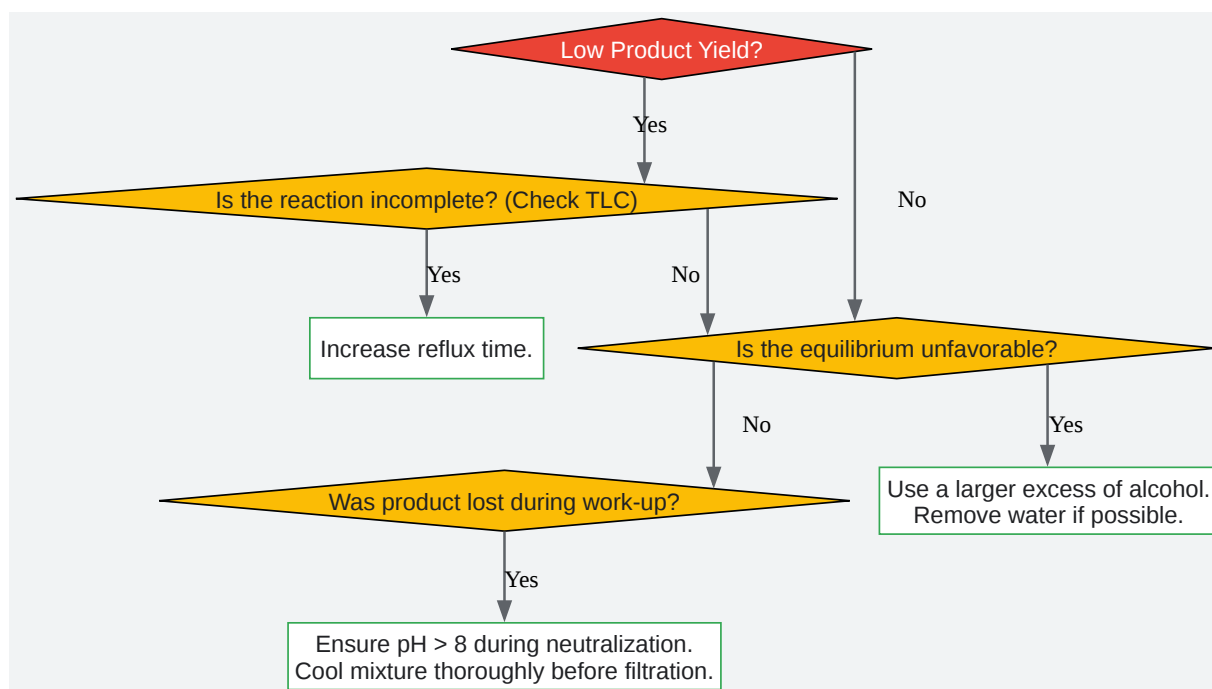 Low Product Yield?
Yes
Is the reaction incomplete? (Check TLC)
No
Yes
No
Increase reflux time.
Is the equilibrium unfavorable?
No
Yes
Was product lost during work-up?
Use a larger excess of alcohol.
Remove water if possible.
Yes
Ensure pH > 8 during neutralization.
Cool mixture thoroughly before filtration.